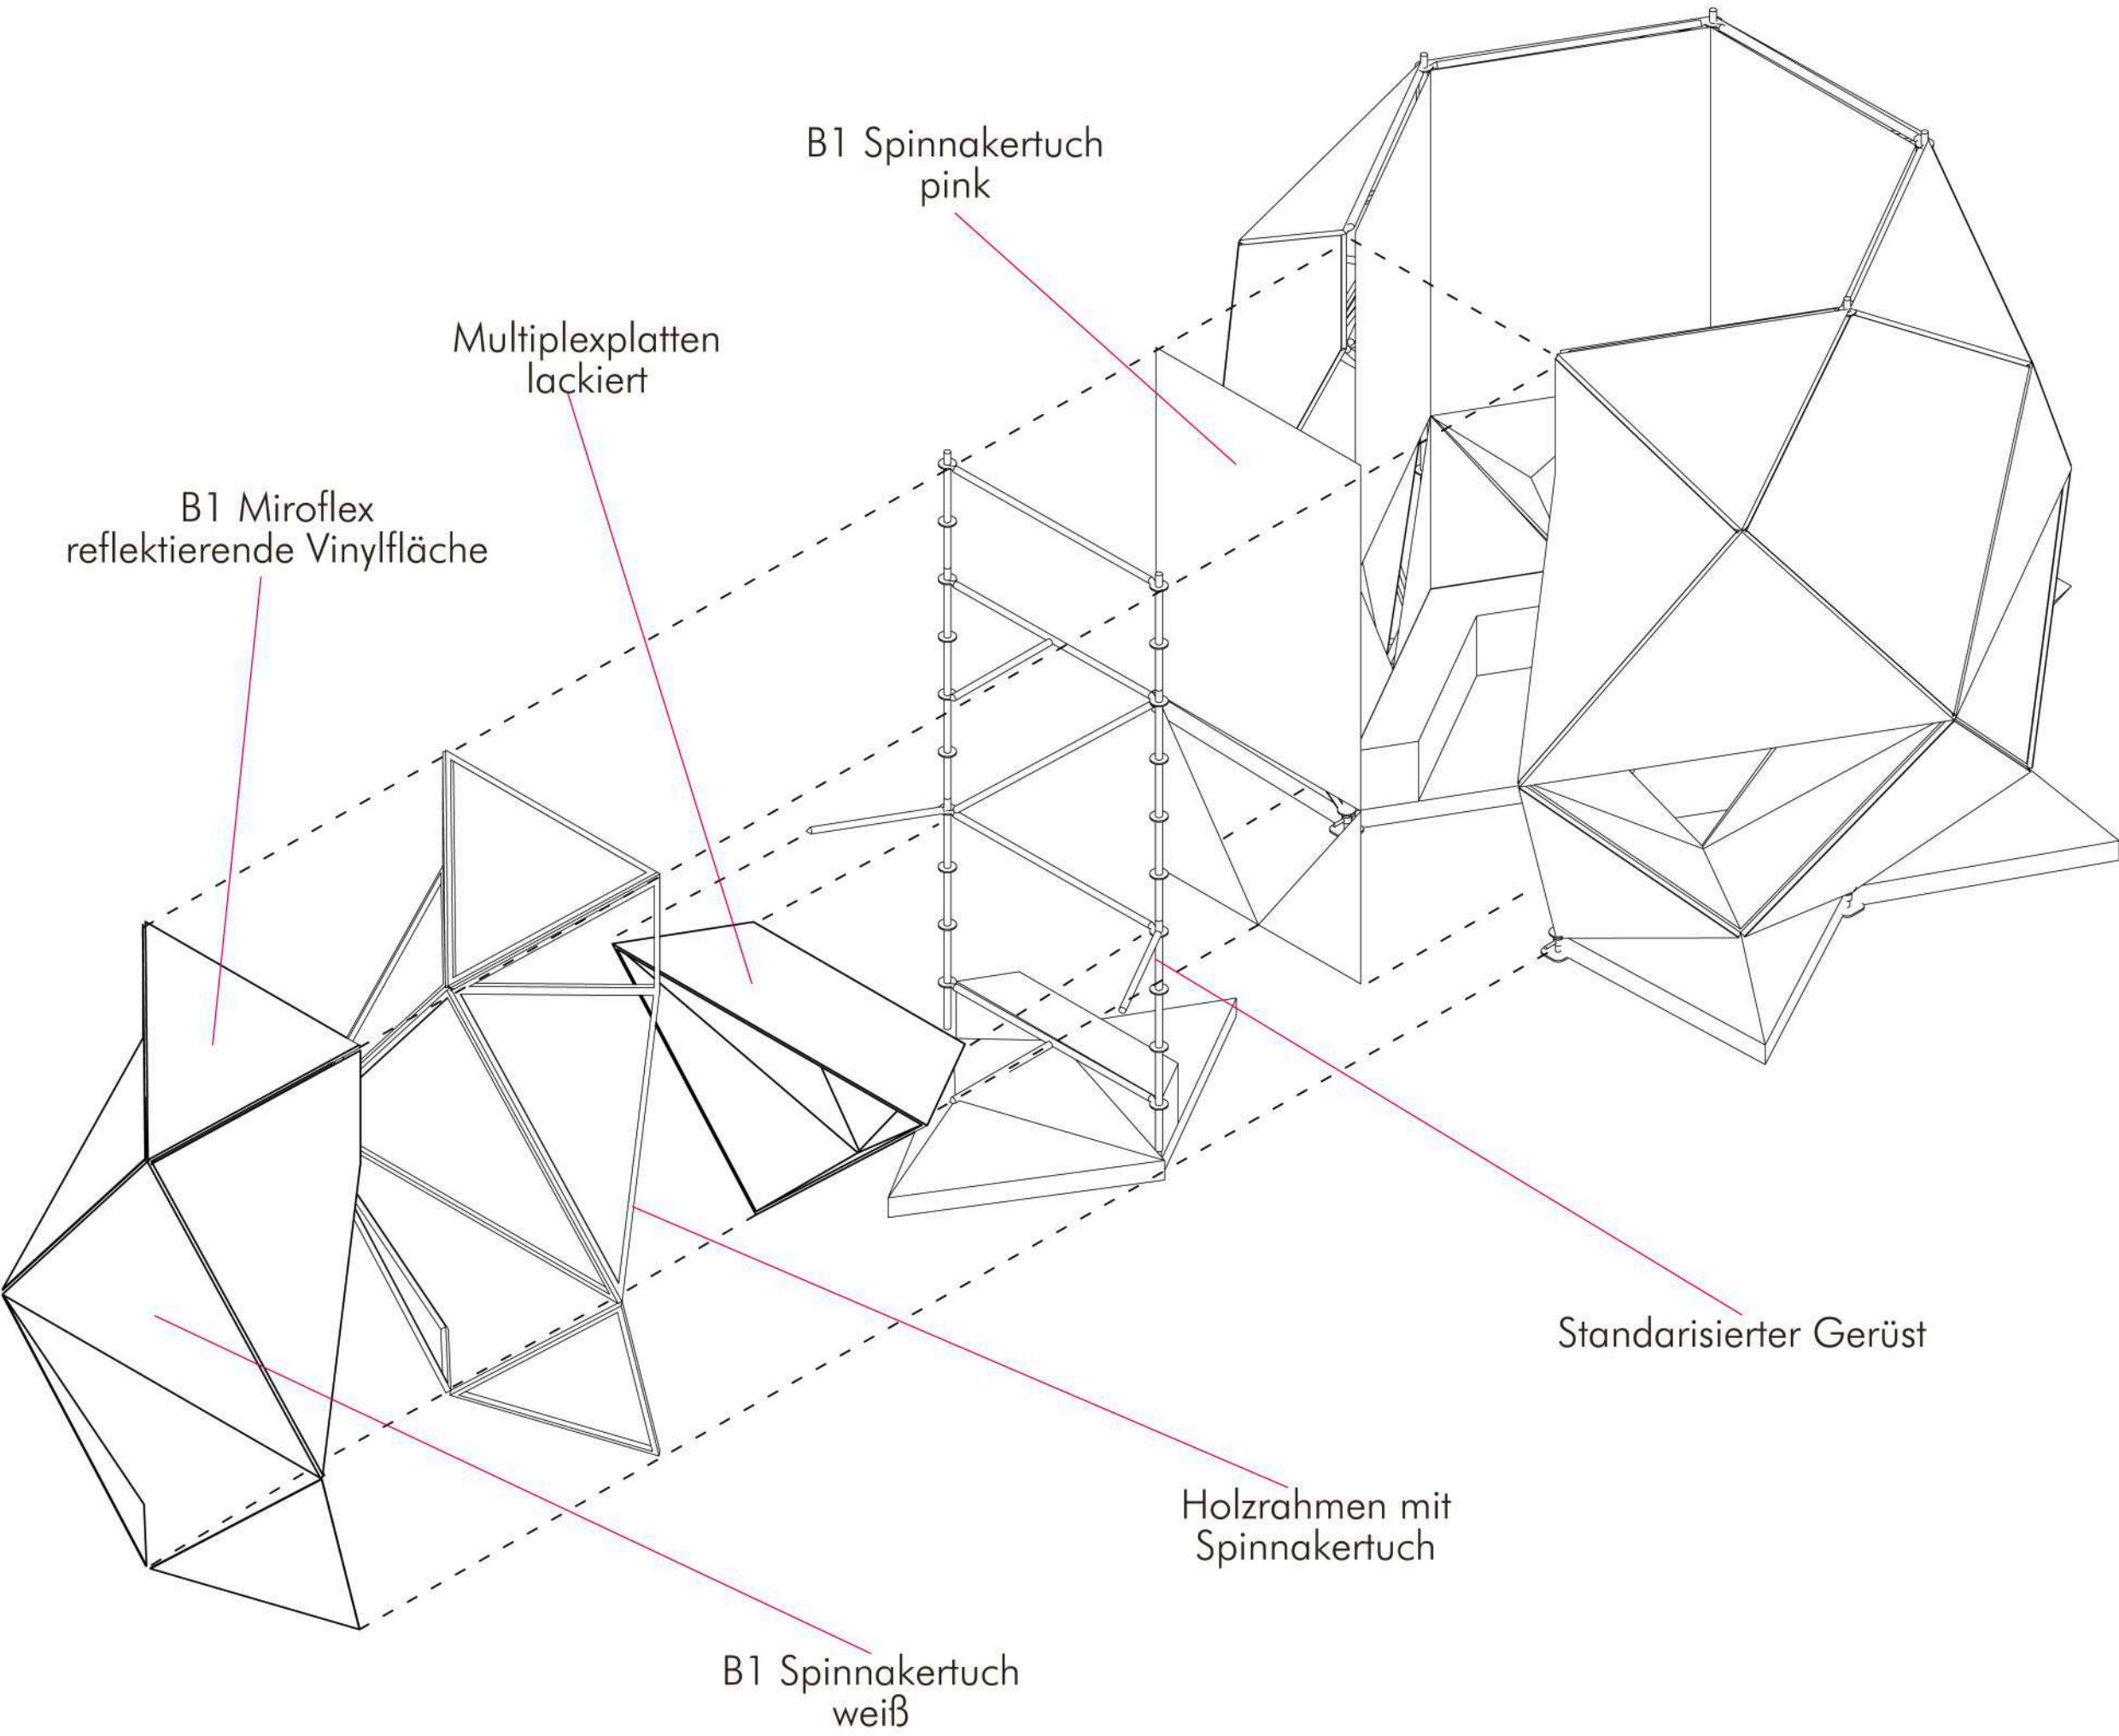 B1 Spinnakertuch
pink
Multiplexplatten
lackiert
B1 Miroflex
reflektierende Vinylfläche
Standarisierter Gerüst
Holzrahmen mit
Spinnakertuch
B1 Spinnakertuch
weiß